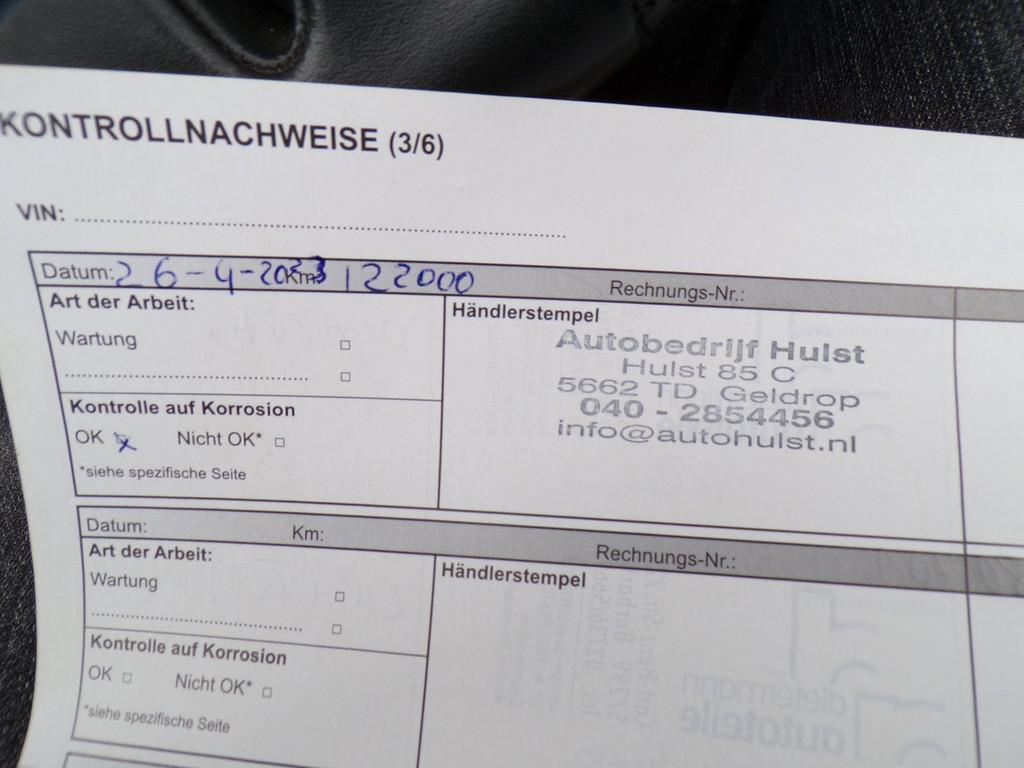 KONTROLLNACHWEISE (3/6)
VIN:
Datum: 26-4-2023 Km: 122000 Rechnungs-Nr.:
Art der Arbeit:
Händlerstempel
Wartung
Autobedrijf Hulst
Hulst 85 C
5662 TD Geldrop
040 - 2854456
info@autohulst.nl
Kontrolle auf Korrosion
OK x Nicht OK*
*siehe spezifische Seite
Datum: Km: Rechnungs-Nr.:
Art der Arbeit:
Händlerstempel
Wartung
Kontrolle auf Korrosion
OK Nicht OK*
*siehe spezifische Seite